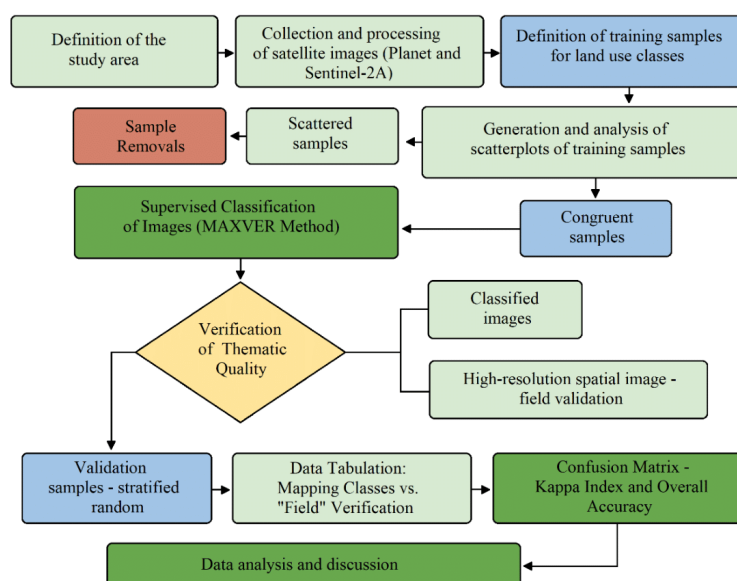 Definition of the
study area
Collection and processing
of satellite images (Planet and
Sentinel-2A)
Definition of training samples
for land use classes
Sample
Removals
Scattered
samples
Generation and analysis of
scatterplots of training samples
Supervised Classification
of Images (MAXVER Method)
Congruent
samples
Verification
of Thematic
Quality
Classified
images
High-resolution spatial image -
field validation
Validation
samples - stratified
random
Data Tabulation:
Mapping Classes vs.
"Field" Verification
Confusion Matrix -
Kappa Index and Overall
Accuracy
Data analysis and discussion